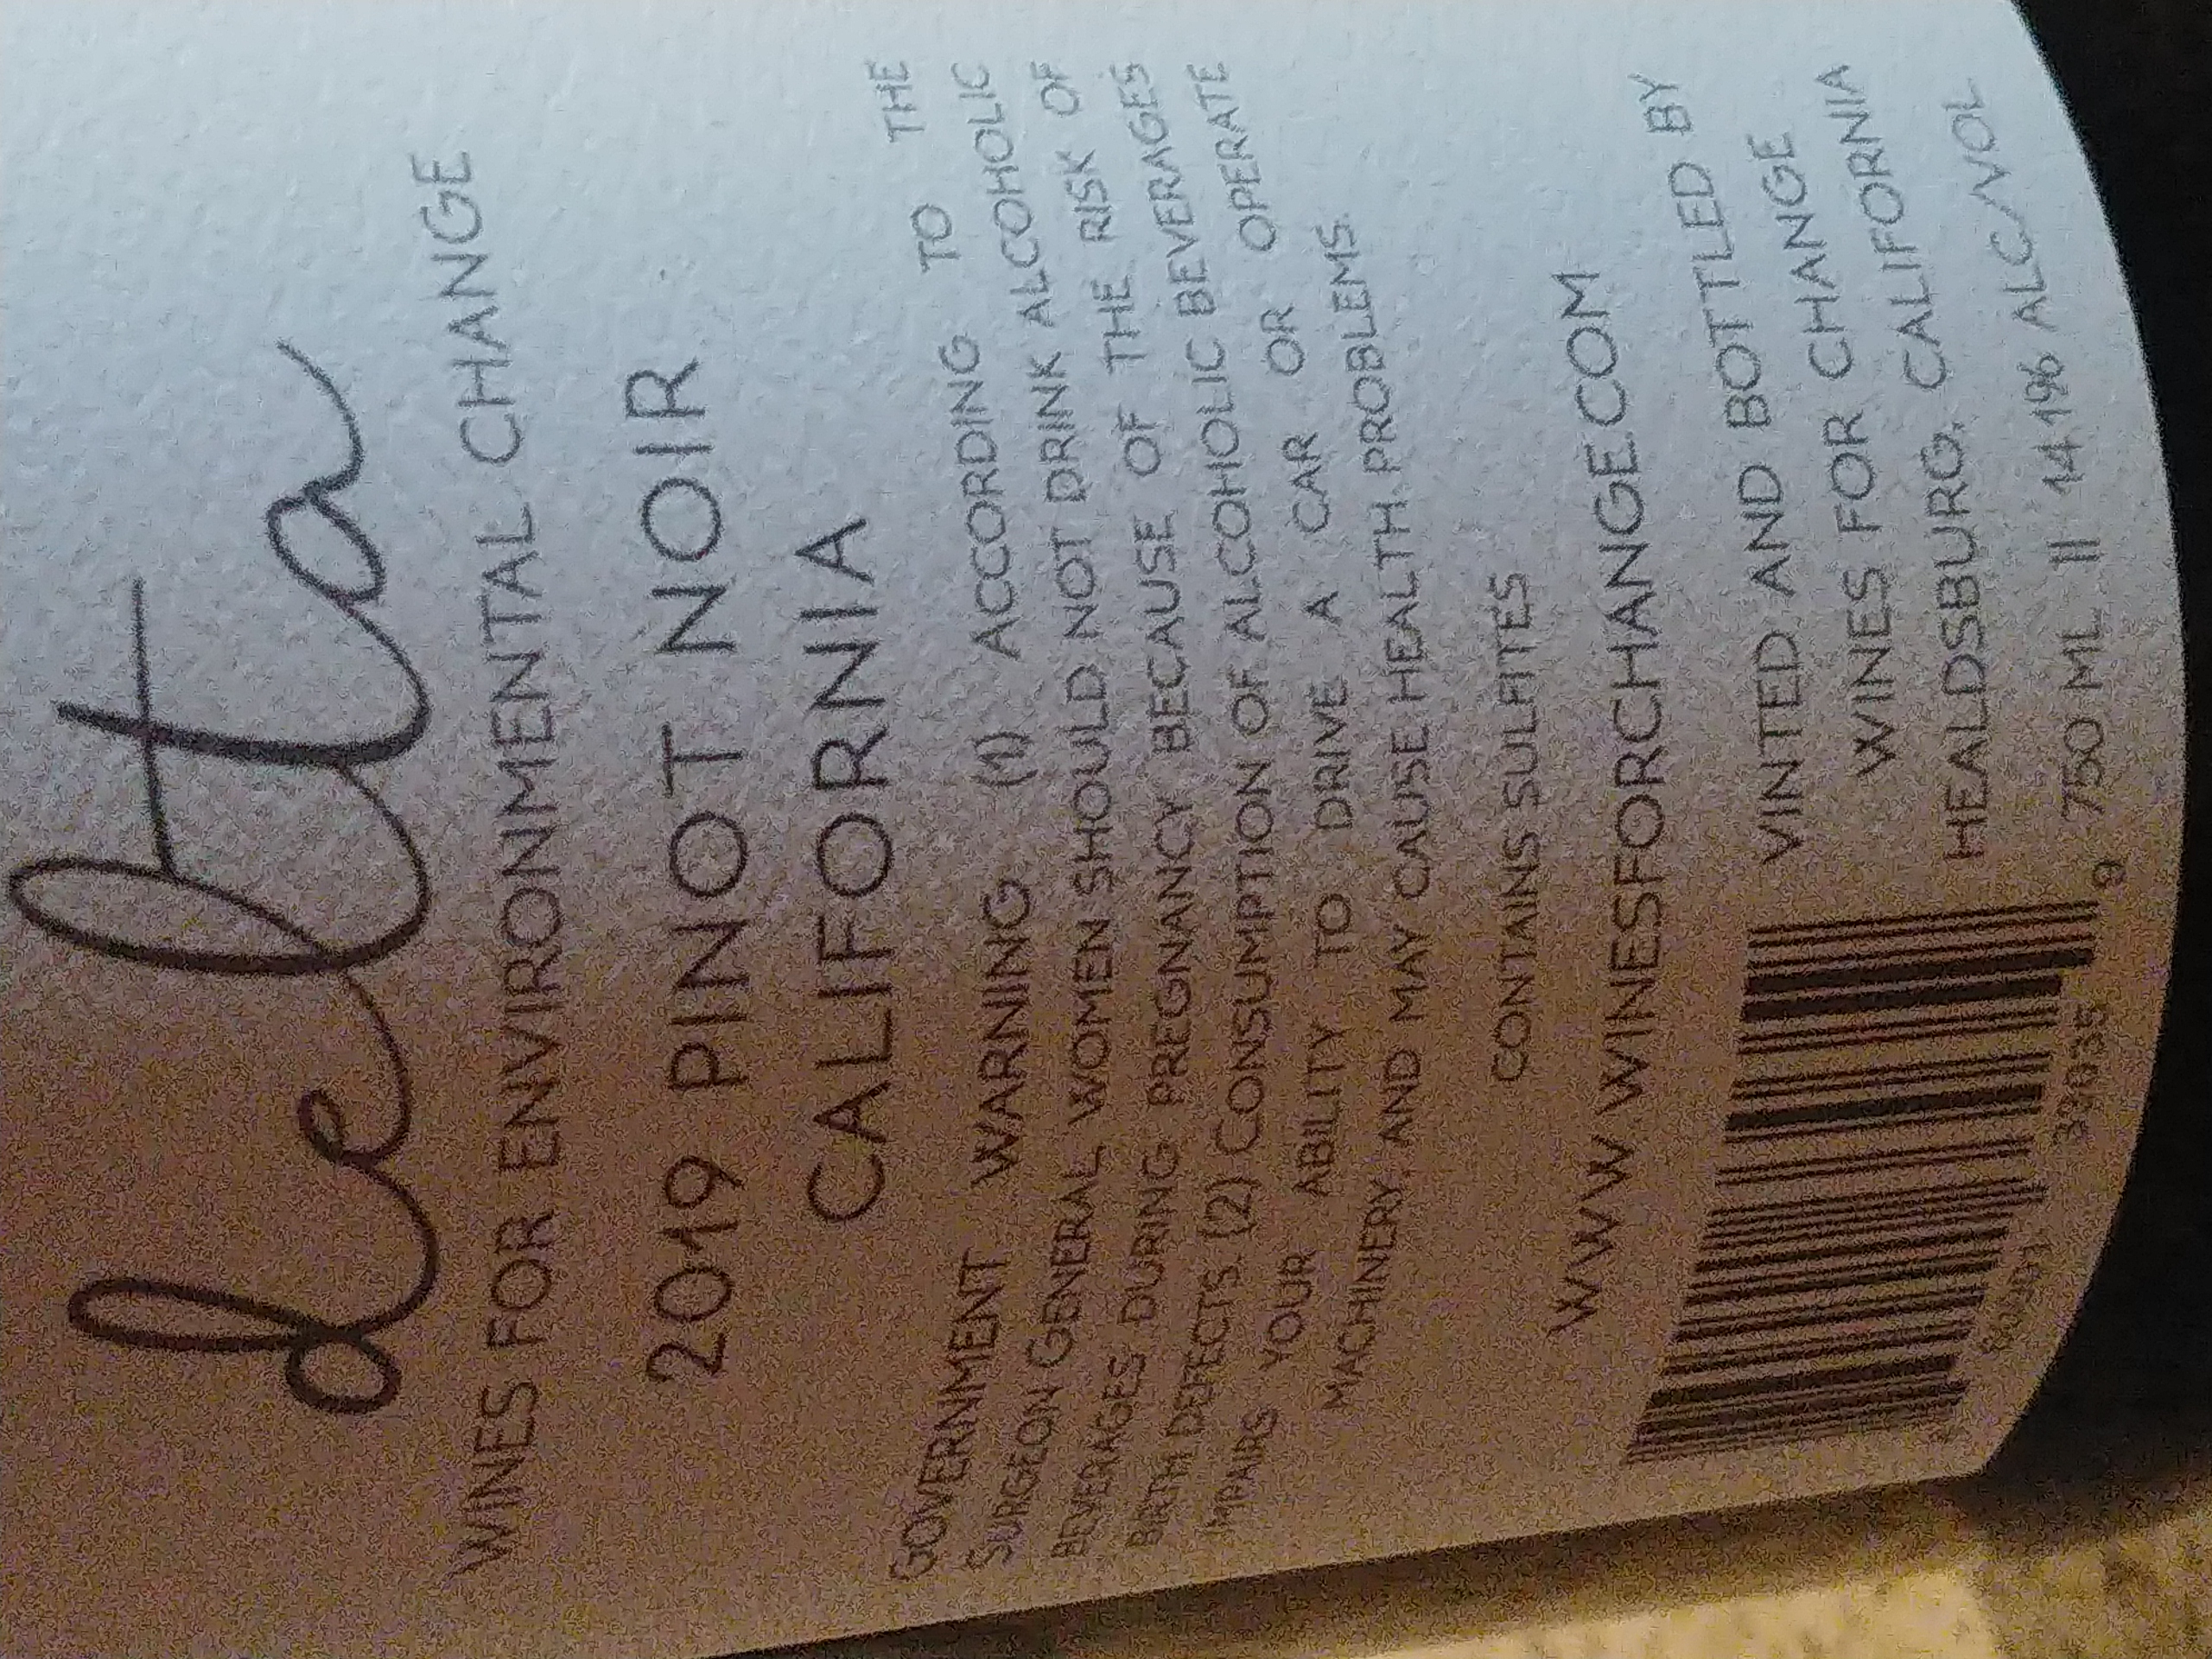 delta
WINES FOR ENVIRONMENTAL CHANGE
2019 PINOT NOIR
CALIFORNIA
GOVERNMENT WARNING (1) ACCORDING TO THE
SURGEON GENERAL WOMEN SHOULD NOT DRINK ALCOHOLIC
BEVERAGES DURING PREGNANCY BECAUSE OF THE RISK OF
BIRTH DEFECTS. (2) CONSUMPTION OF ALCOHOLIC BEVERAGES
IMPAIRS YOUR ABILITY TO DRIVE A CAR OR OPERATE
MACHINERY, AND MAY CAUSE HEALTH PROBLEMS.
CONTAINS SULFITES
WWW WINESFORCHANGE.COM
VINTED AND BOTTLED BY
WINES FOR CHANGE
HEALDSBURG, CALIFORNIA
750 ML || 14.1% ALC/VOL
9